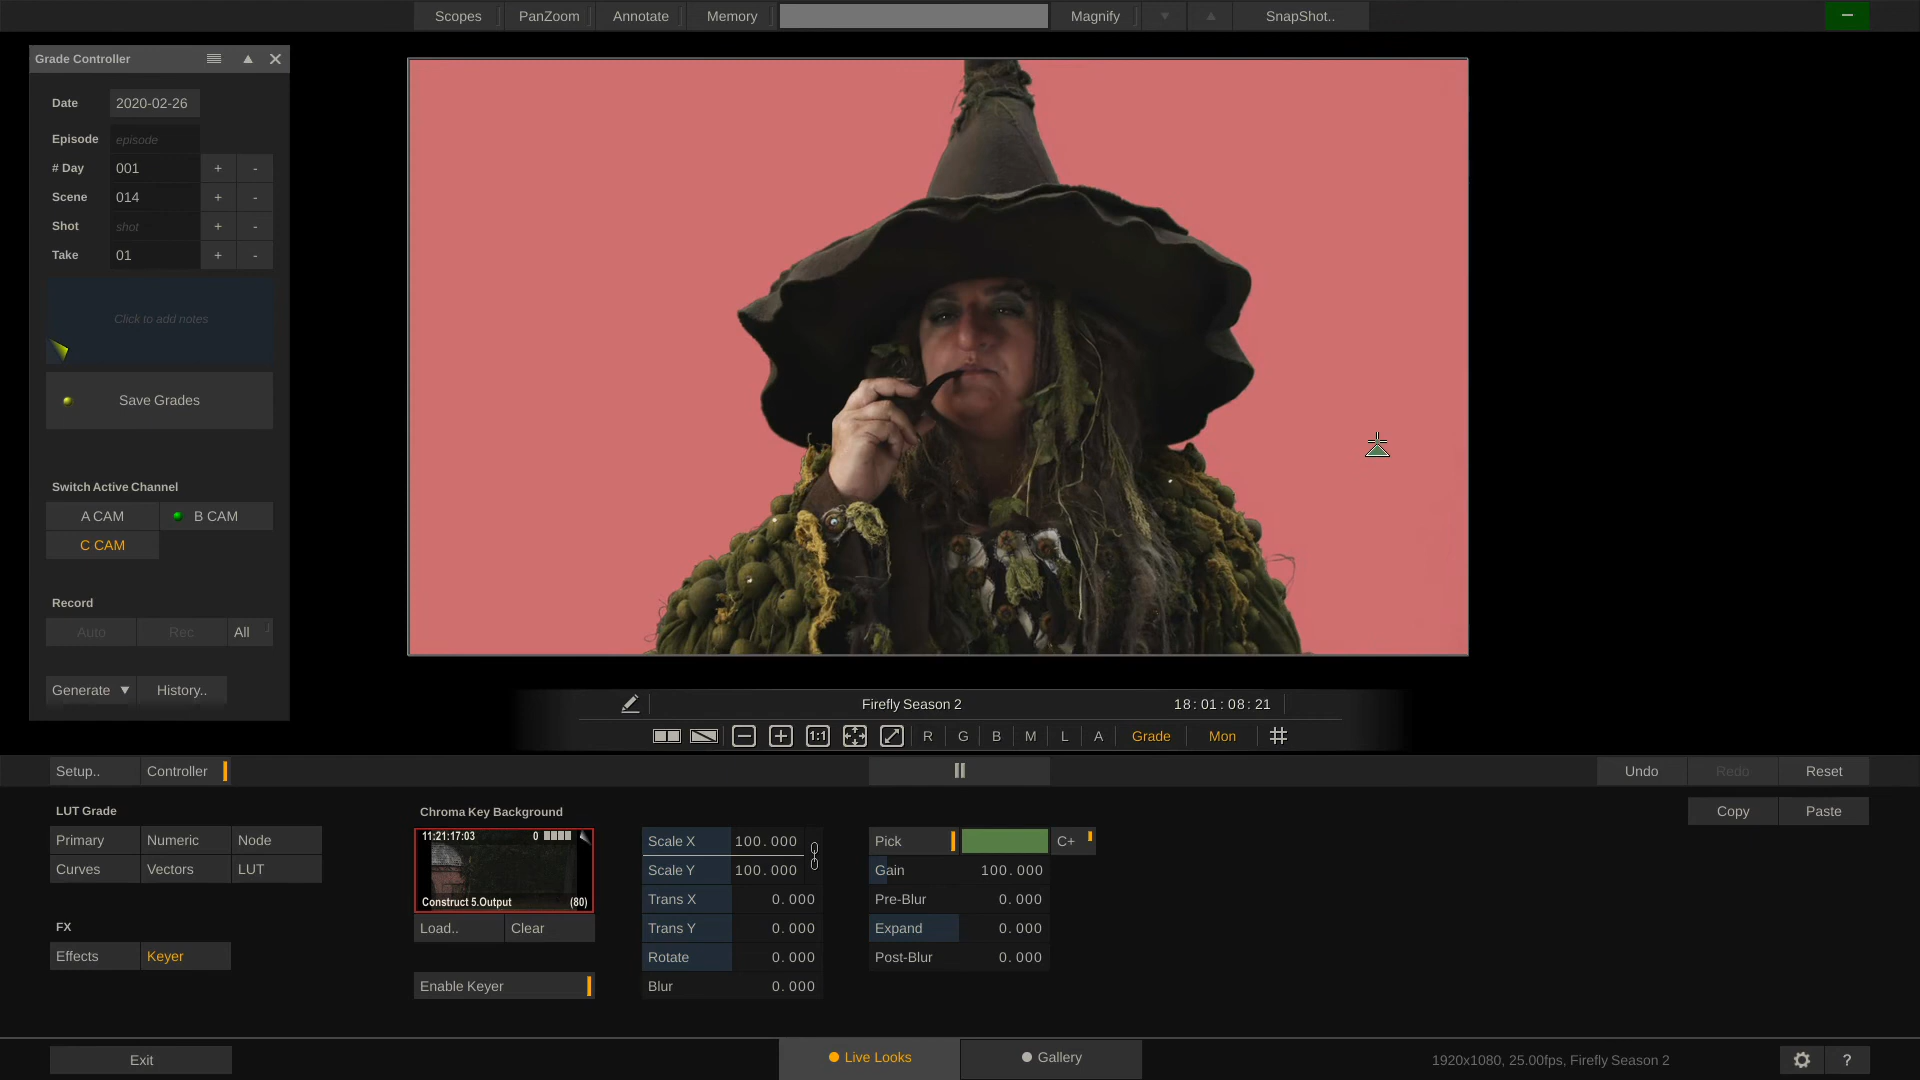 Scopes PanZoom Annotate Memory Magnify SnapShot..
Grade Controller
Date 2020-02-26
Episode episode
# Day 001 + -
Scene 014 + -
Shot shot + -
Take 01 + -
Click to add notes
Save Grades
Switch Active Channel
A CAM B CAM
C CAM
Record
Auto Rec All
Generate History..
Firefly Season 2 18:01:08:21
1:1 R G B M L A Grade Mon
Setup.. Controller Undo Redo Reset
Copy Paste
LUT Grade
Primary Numeric Node
Curves Vectors LUT
FX
Effects Keyer
Chroma Key Background
11:21:17:03 0
Construct 5.Output (80)
Load.. Clear
Enable Keyer
Scale X 100.000
Scale Y 100.000
Trans X 0.000
Trans Y 0.000
Rotate 0.000
Blur 0.000
Pick C+
Gain 100.000
Pre-Blur 0.000
Expand 0.000
Post-Blur 0.000
Exit Live Looks Gallery 1920x1080, 25.00fps, Firefly Season 2 ?